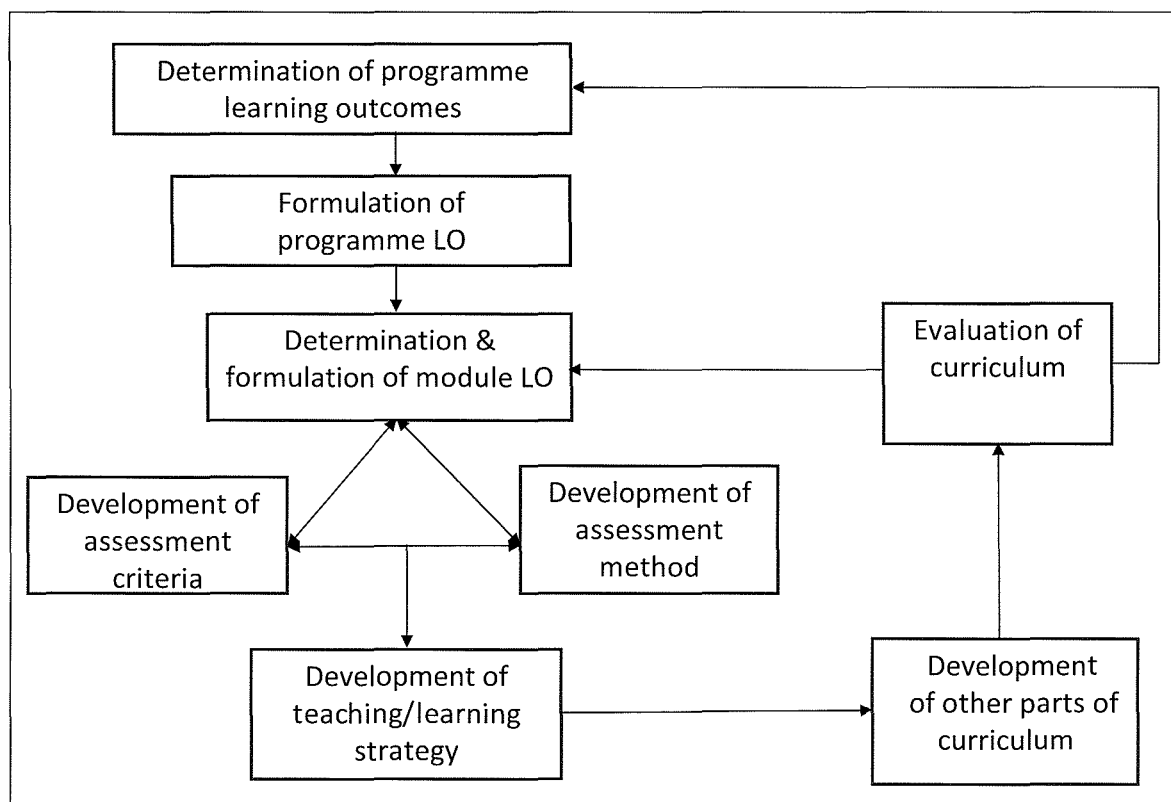 Determination of programme
learning outcomes
Formulation of
programme LO
Determination &
formulation of module LO
Evaluation of
curriculum
Development of
assessment
criteria
Development of
assessment
method
Development of
teaching/learning
strategy
Development
of other parts of
curriculum